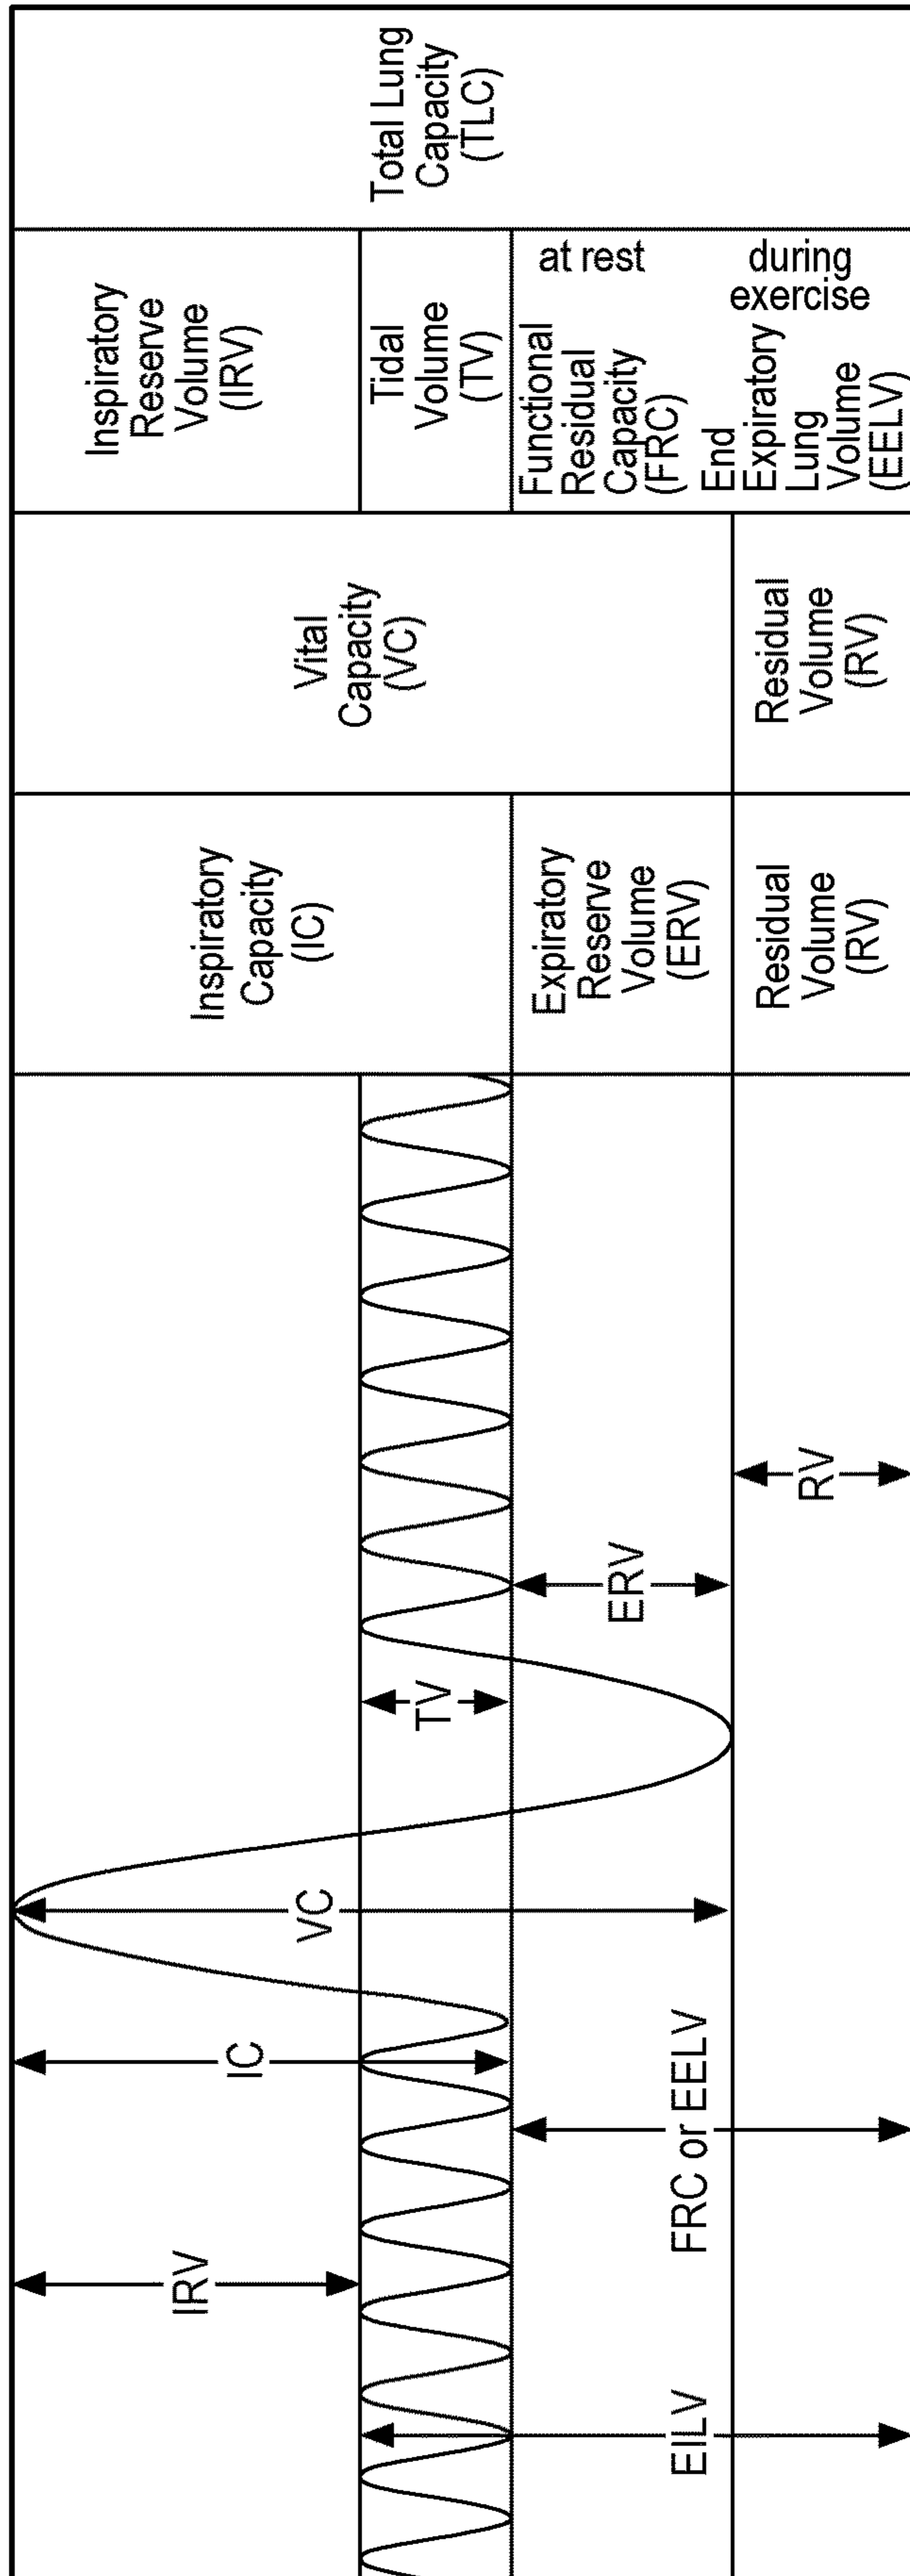 IRV
EILV
IC
FRC or EELV
VC
TV
ERV
RV
Inspiratory
Capacity
(IC)
Expiratory
Reserve
Volume
(ERV)
Residual
Volume
(RV)
Vital
Capacity
(VC)
Residual
Volume
(RV)
Inspiratory
Reserve
Volume
(IRV)
Tidal
Volume
(TV)
Functional
Residual
Capacity
(FRC)
at rest
End
Expiratory
Lung
Volume
(EELV)
during
exercise
Total Lung
Capacity
(TLC)